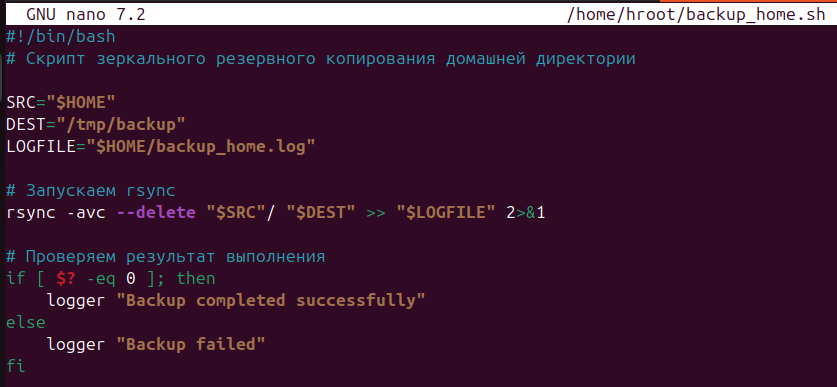 GNU nano 7.2 /home/hroot/backup_home.sh
#!/bin/bash
# Скрипт зеркального резервного копирования домашней директории
SRC="$HOME"
DEST="/tmp/backup"
LOGFILE="$HOME/backup_home.log"
# Запускаем rsync
rsync -avc --delete "$SRC"/ "$DEST" >> "$LOGFILE" 2>&1
# Проверяем результат выполнения
if [ $? -eq 0 ]; then
    logger "Backup completed successfully"
else
    logger "Backup failed"
fi